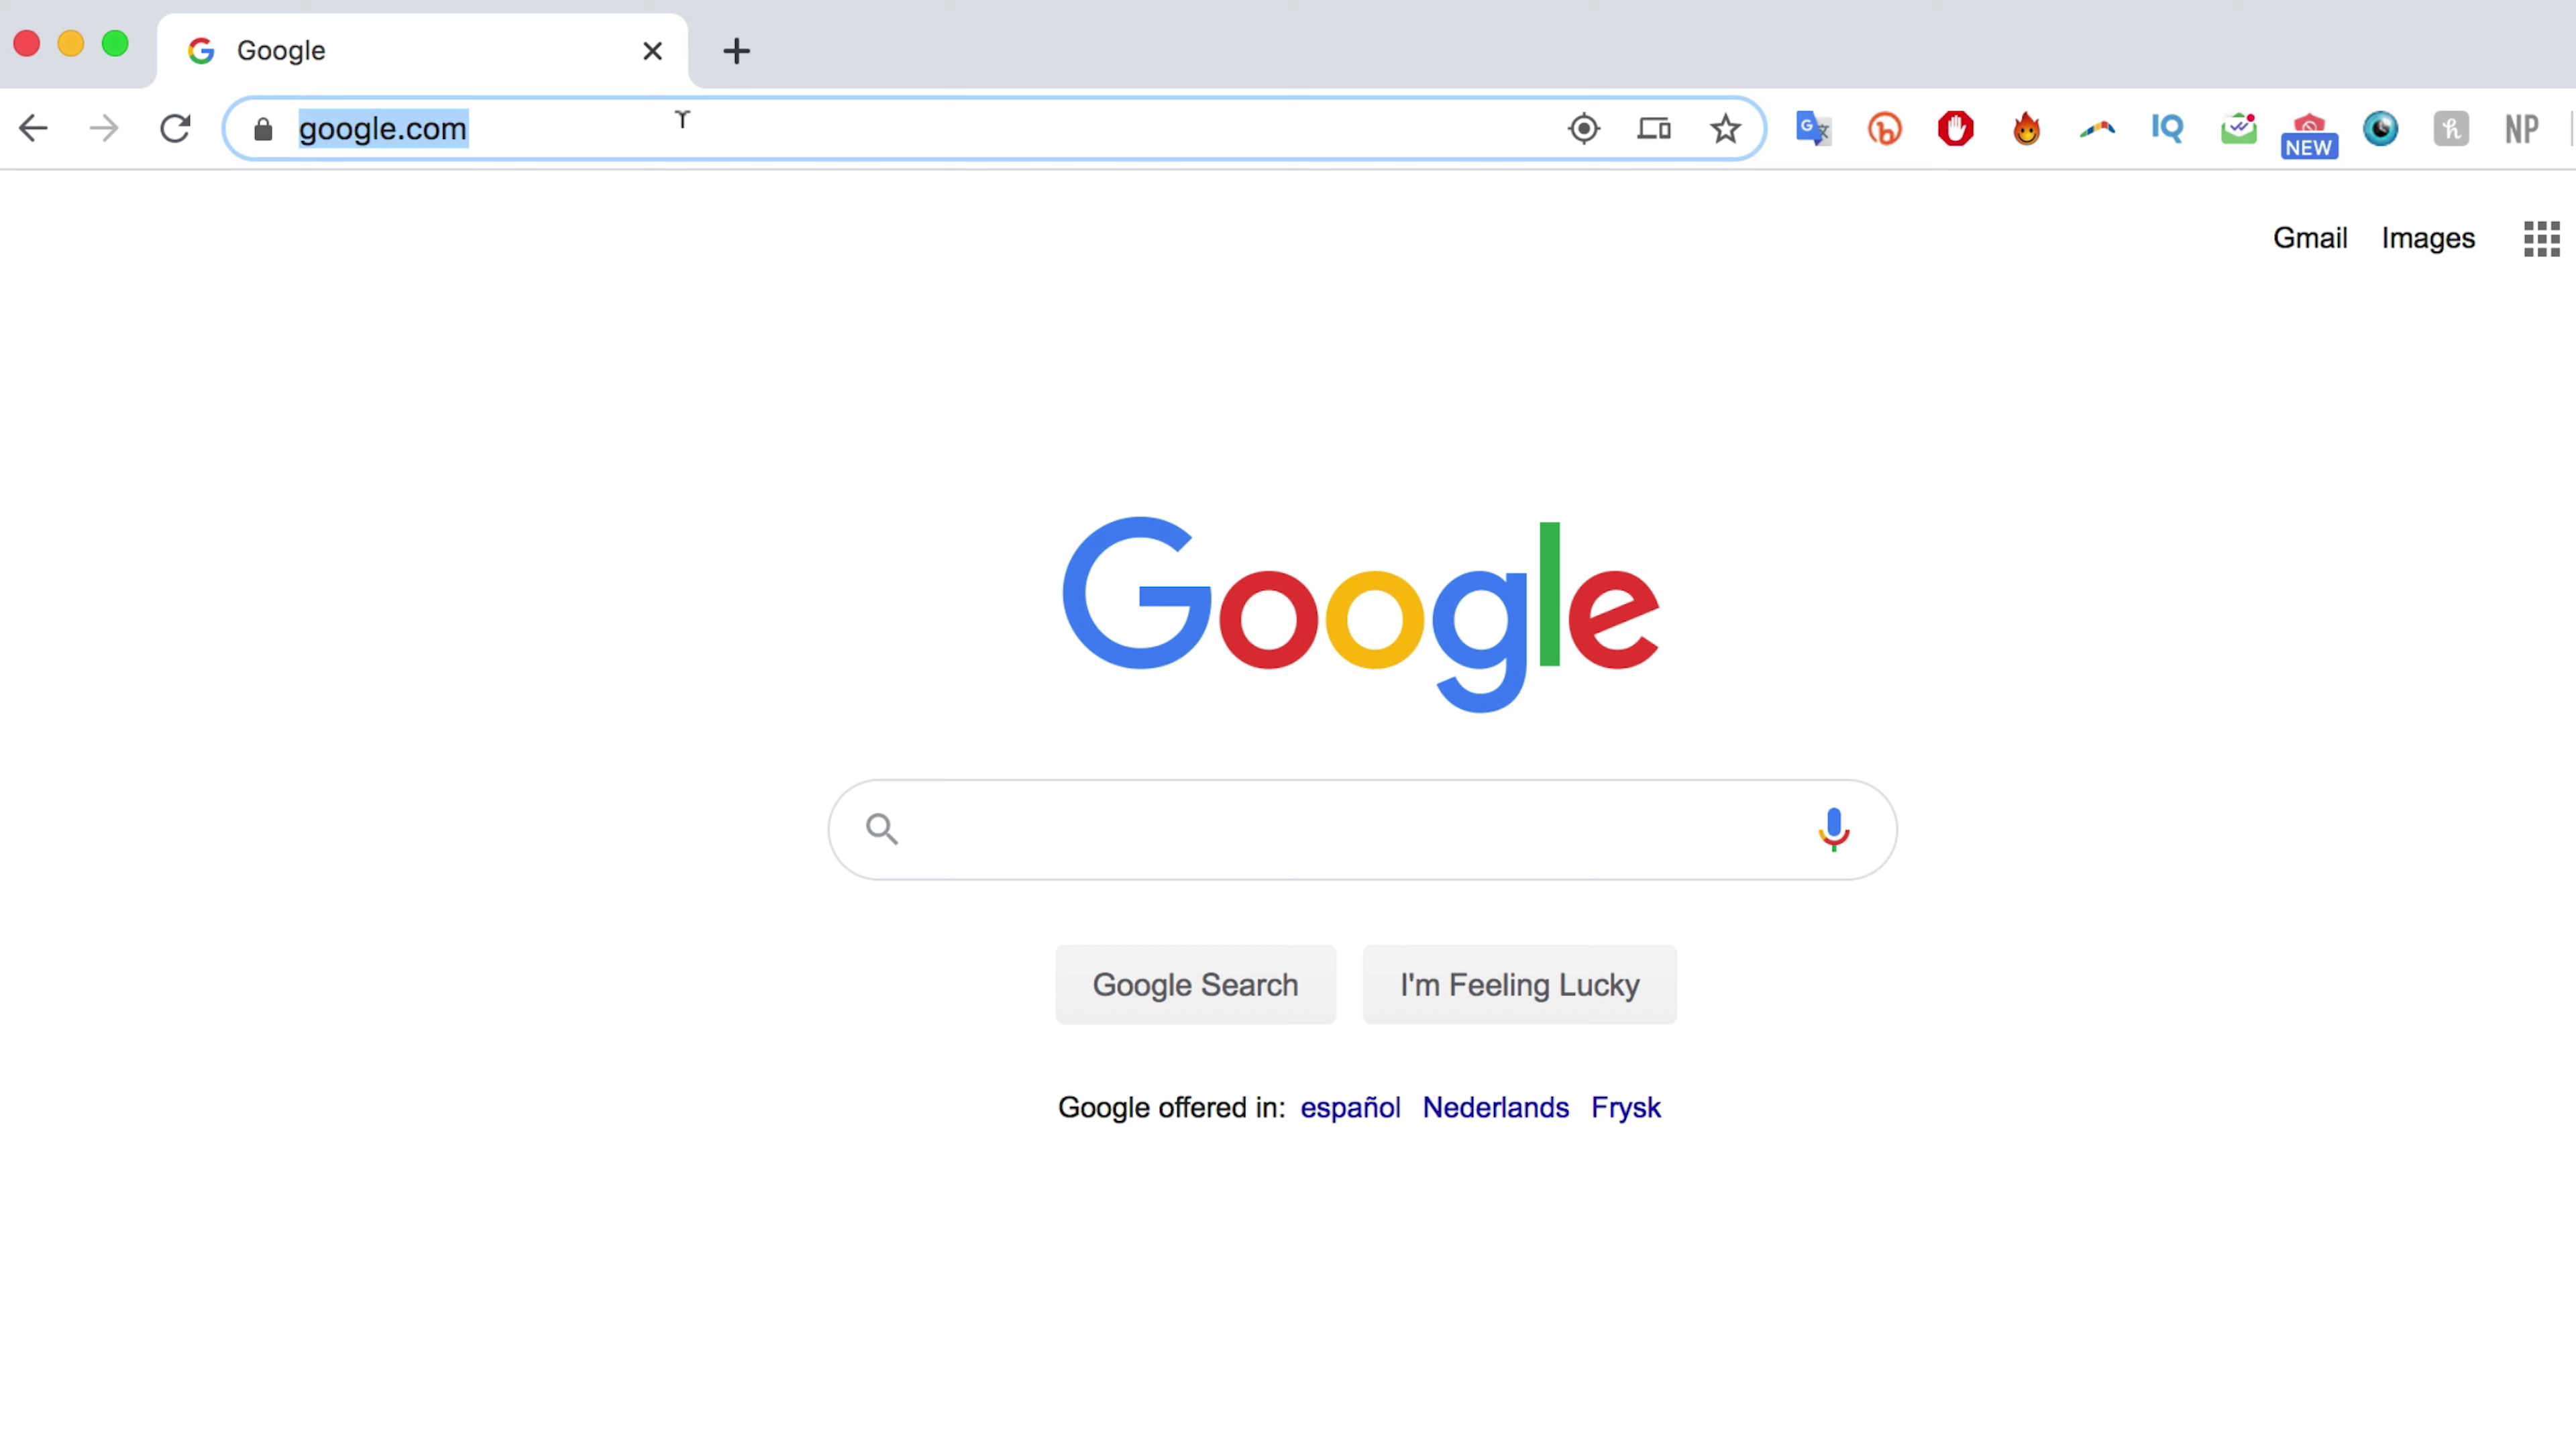 Google
google.com
IQ
NEW
NP
Gmail Images
Google
Google Search I'm Feeling Lucky
Google offered in: español Nederlands Frysk